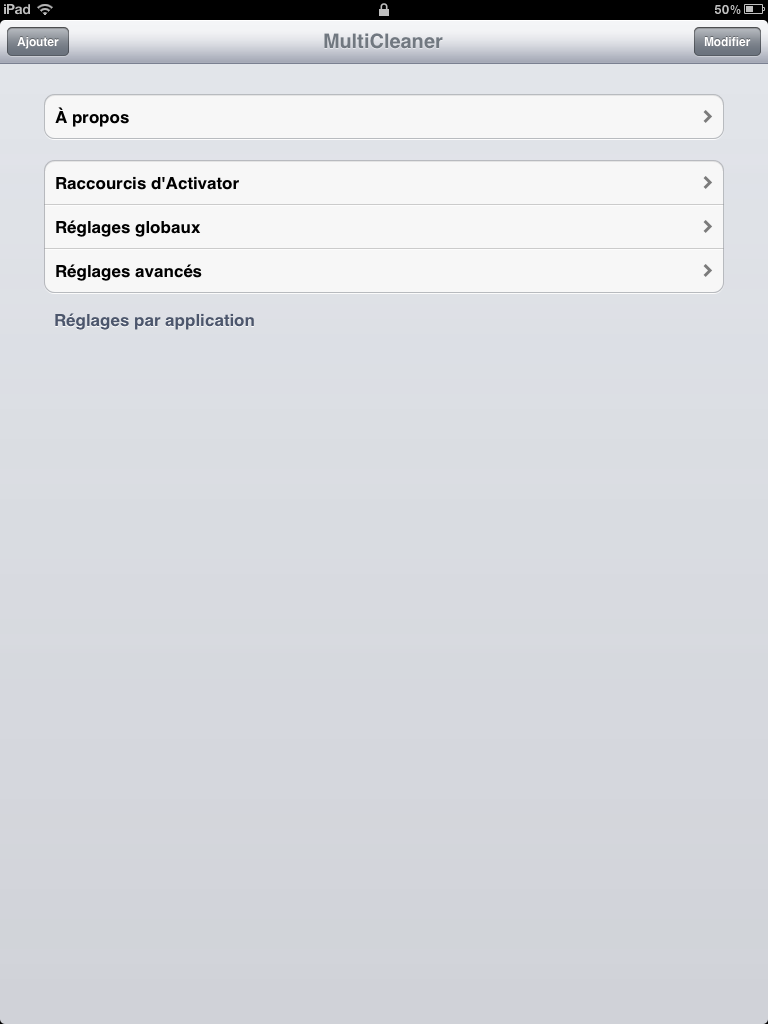 iPad 50%
Ajouter MultiCleaner Modifier
À propos
Raccourcis d'Activator
Réglages globaux
Réglages avancés
Réglages par application